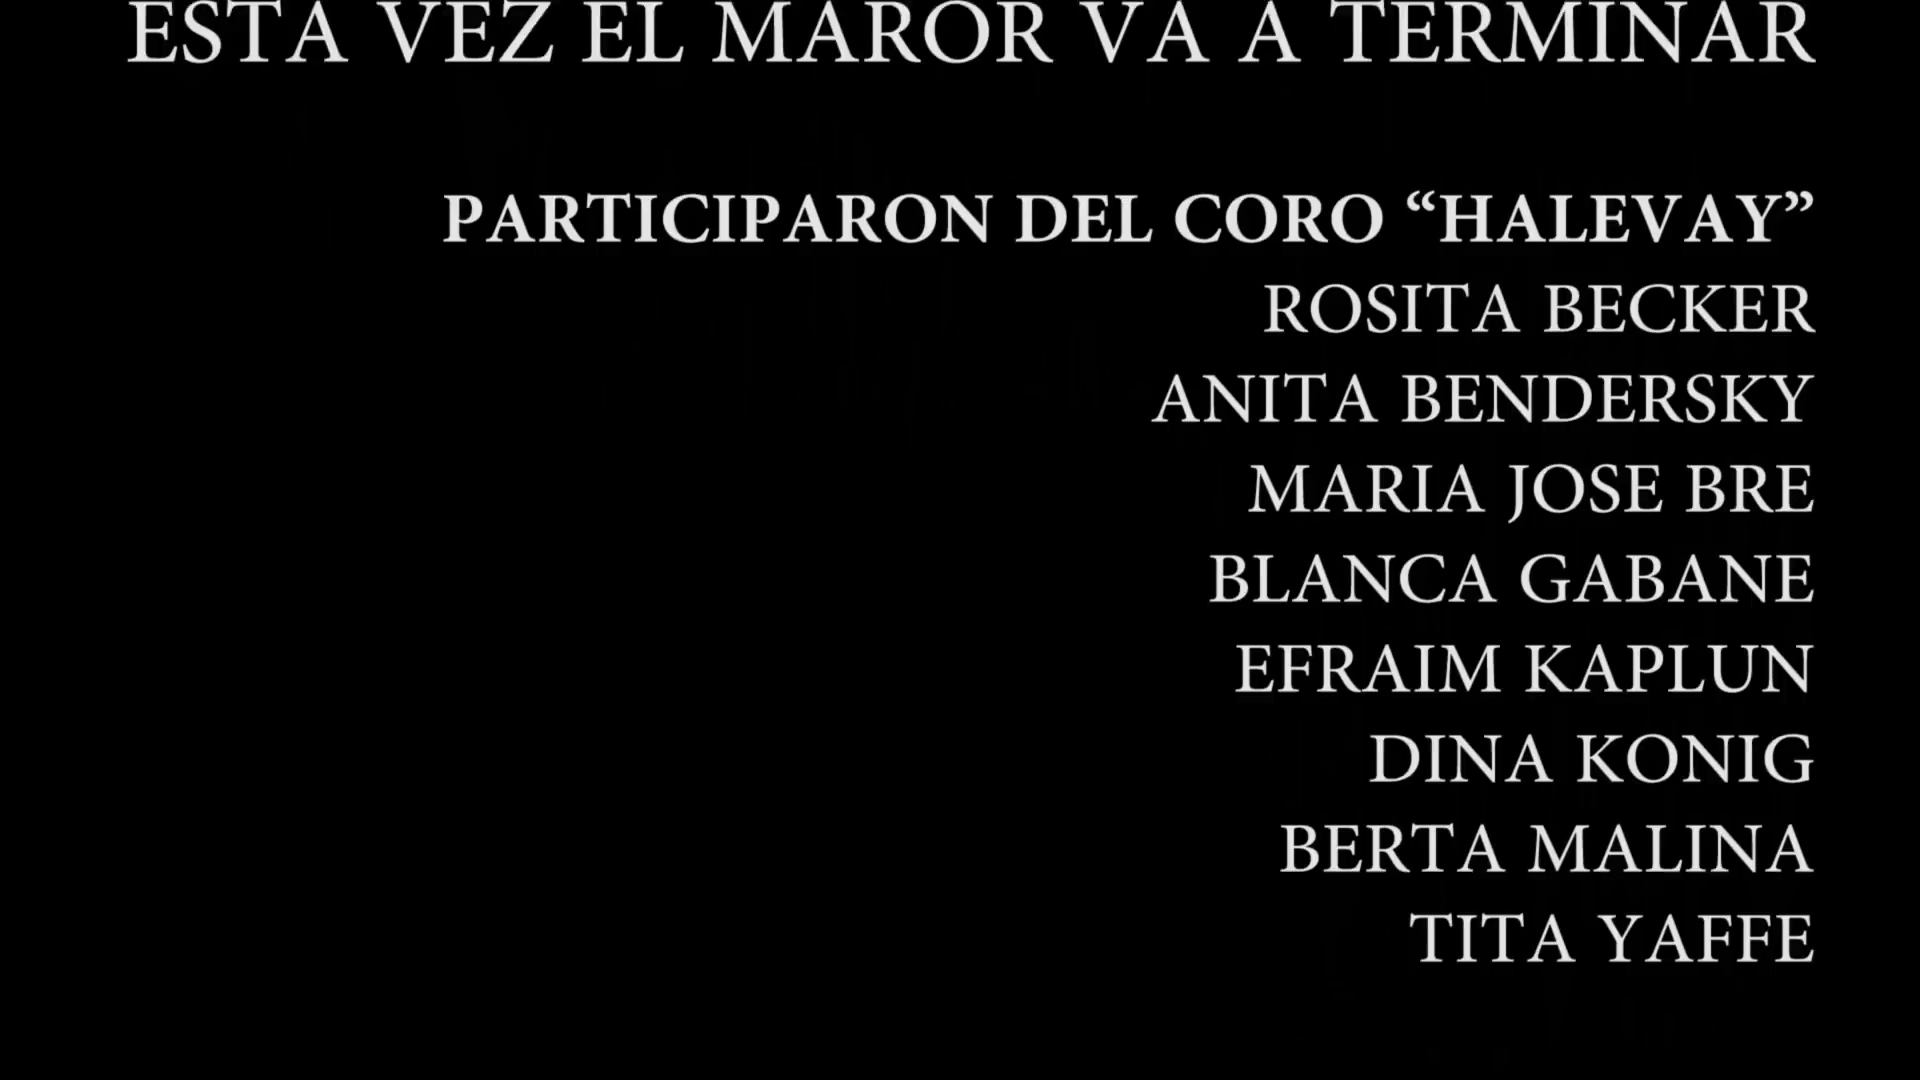 ESTA VEZ EL MAROR VA A TERMINAR
PARTICIPARON DEL CORO “HALEVAY”
ROSITA BECKER
ANITA BENDERSKY
MARIA JOSE BRE
BLANCA GABANE
EFRAIM KAPLUN
DINA KONIG
BERTA MALINA
TITA YAFFE